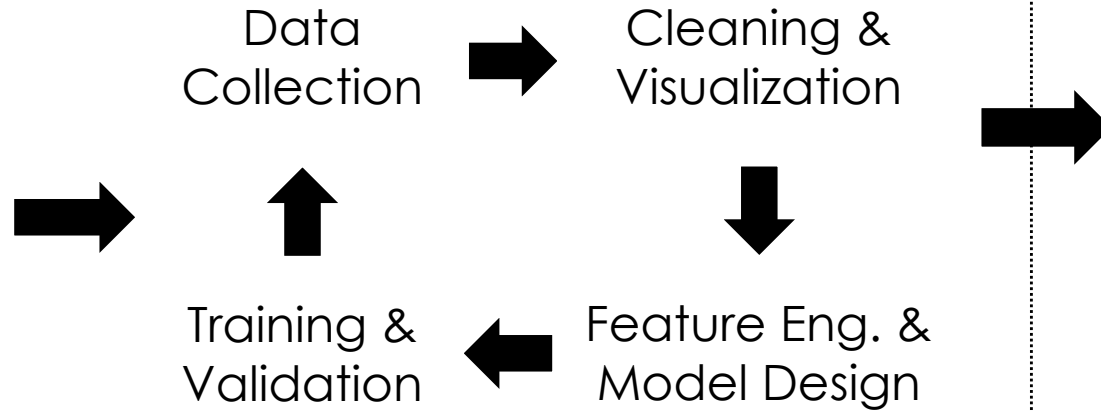 Data
Collection
Cleaning &
Visualization
Training &
Validation
Feature Eng. &
Model Design